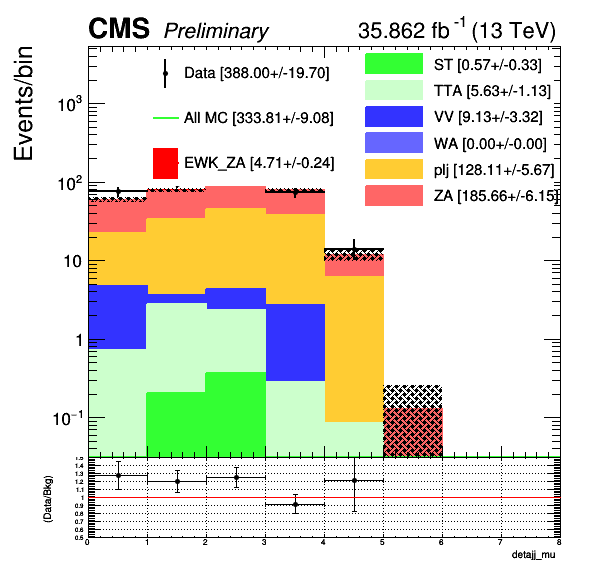 CMS Preliminary 35.862 fb⁻¹ (13 TeV)
Events/bin
Data [388.00+/-19.70]
All MC [333.81+/-9.08]
EWK_ZA [4.71+/-0.24]
ST [0.57+/-0.33]
TTA [5.63+/-1.13]
VV [9.13+/-3.32]
WA [0.00+/-0.00]
plj [128.11+/-5.67]
ZA [185.66+/-6.15]
10³
10²
10
1
10⁻¹
(Data/Bkg)
1.5
1.4
1.3
1.2
1.1
1
0.9
0.8
0.7
0.6
0.5
0 1 2 3 4 5 6 7 8
detajj_mu